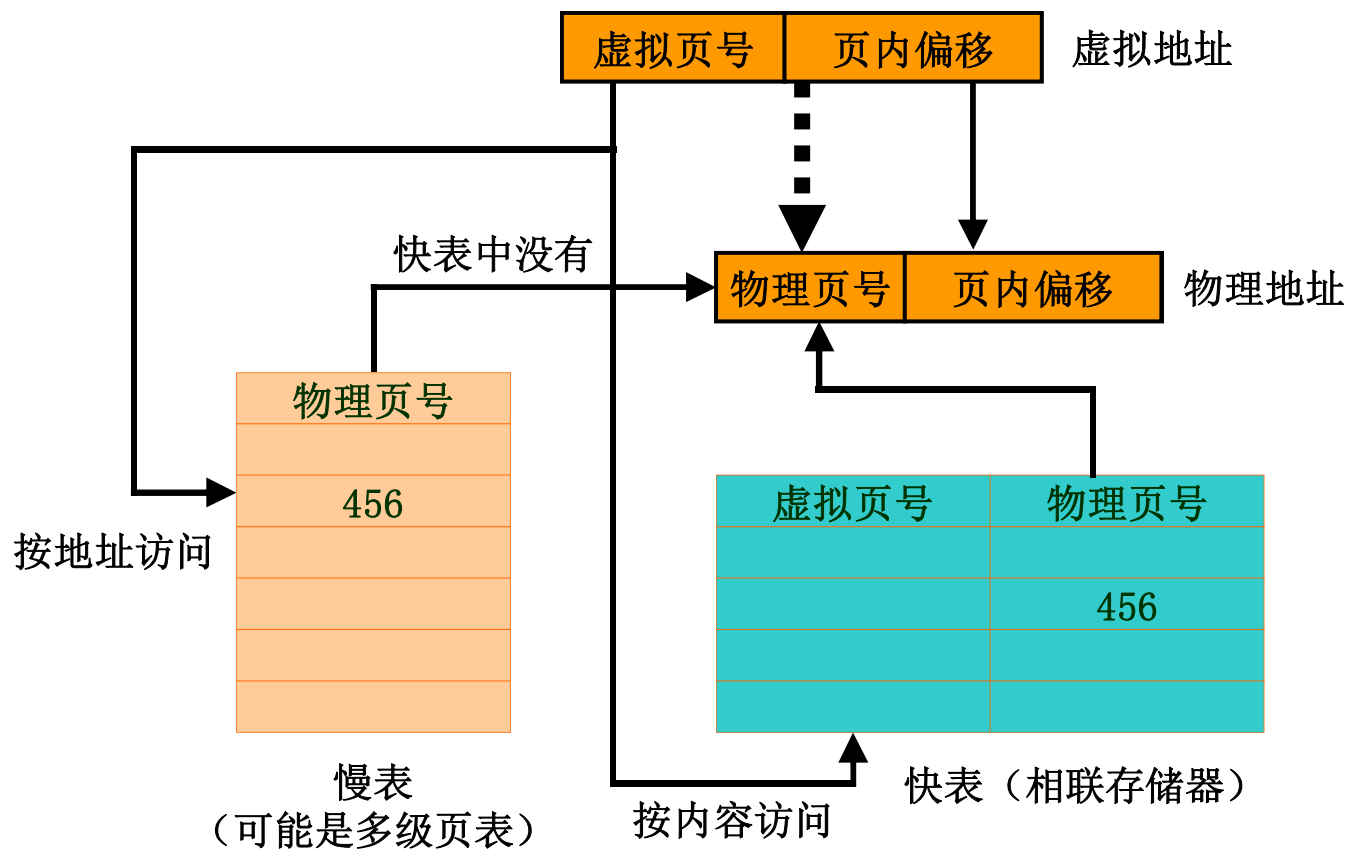 虚拟页号 页内偏移 虚拟地址
快表中没有
物理页号 页内偏移 物理地址
物理页号
456
按地址访问
虚拟页号 物理页号
456
慢表
（可能是多级页表）
快表（相联存储器）
按内容访问